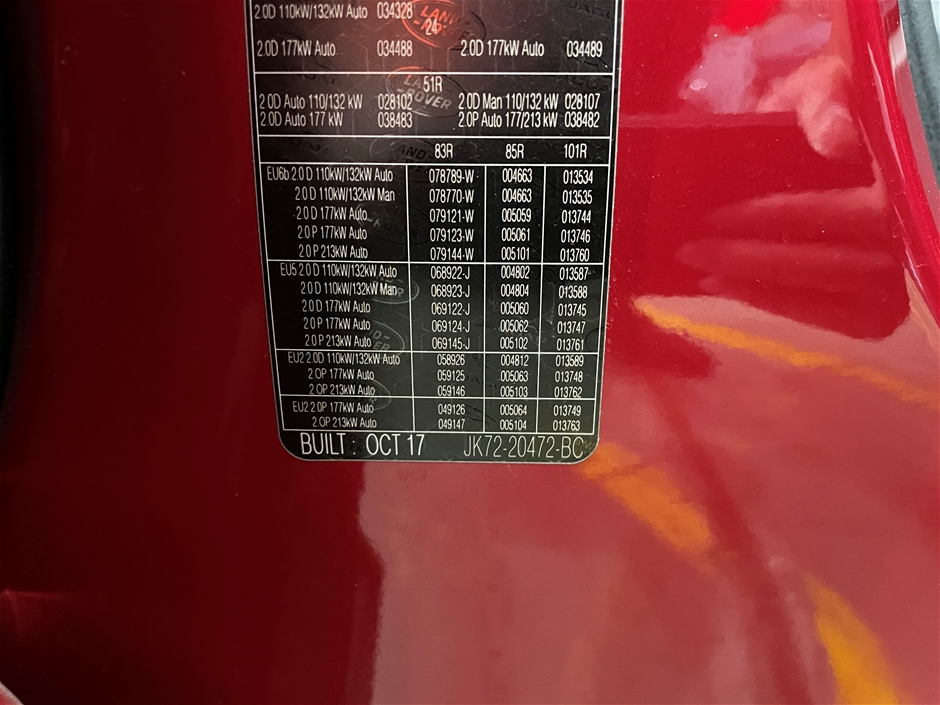 2.0D 110kW/132kW Auto 034328
24
2.0D 177kW Auto 034488 2.0D 177kW Auto 034489
51R
2.0D Auto 110/132 kW 028102 2.0D Man 110/132 kW 028107
2.0D Auto 177 kW 038483 2.0P Auto 177/213 kW 038482
83R 85R 101R
EU6b 2.0 D 110kW/132kW Auto 078789-W 004663 013534
2.0 D 110kW/132kW Man 078770-W 004663 013535
2.0 D 177kW Auto 079121-W 005059 013744
2.0 P 177kW Auto 079123-W 005061 013746
2.0 P 213kW Auto 079144-W 005101 013760
EU5 2.0 D 110kW/132kW Auto 068922-J 004802 013587
2.0 D 110kW/132kW Man 068923-J 004804 013588
2.0 D 177kW Auto 069122-J 005060 013745
2.0 P 177kW Auto 069124-J 005062 013747
2.0 P 213kW Auto 069145-J 005102 013761
EU2 2.0D 110kW/132kW Auto 058926 004812 013589
2.0P 177kW Auto 059125 005063 013748
2.0P 213kW Auto 059146 005103 013762
EU2 2.0P 177kW Auto 049126 005064 013749
2.0P 213kW Auto 049147 005104 013763
BUILT : OCT 17 JK72-20472-BC